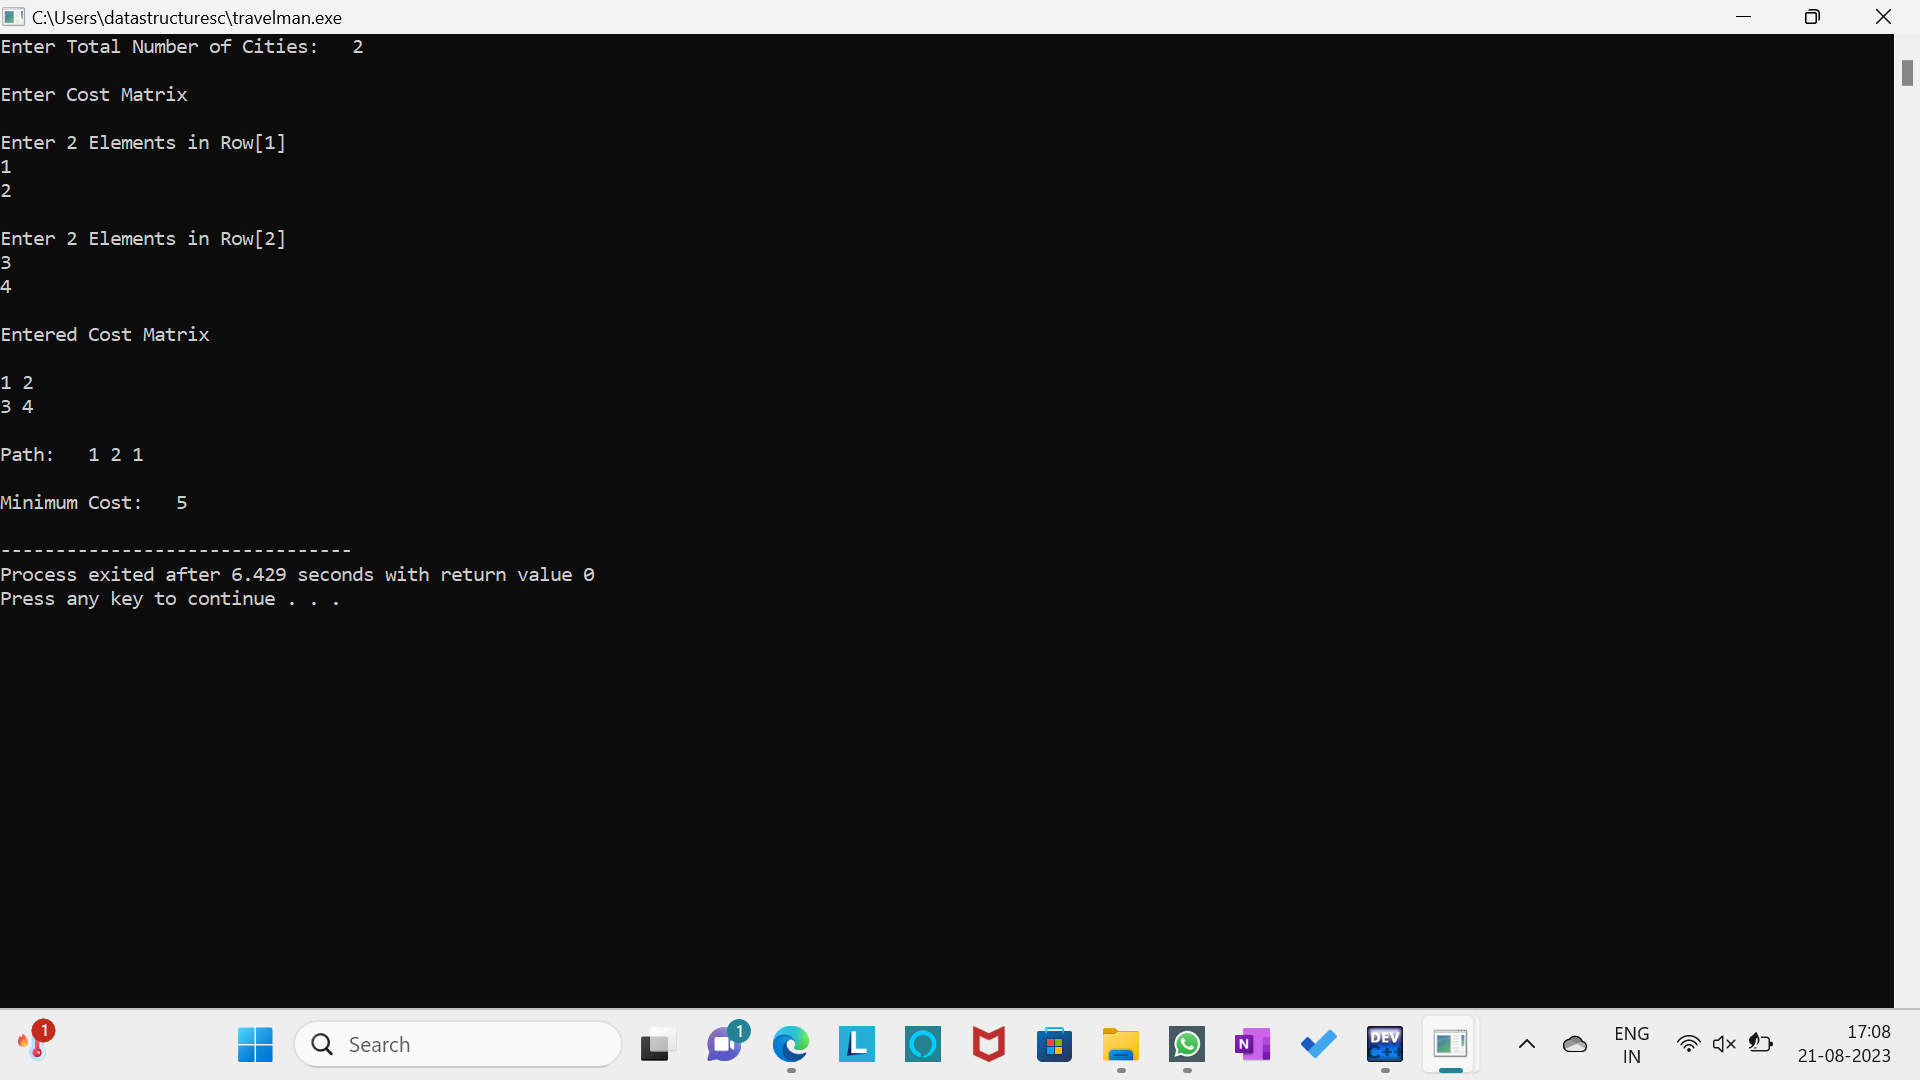 C:\Users\datastructuresc\travelman.exe
Enter Total Number of Cities:   2
Enter Cost Matrix
Enter 2 Elements in Row[1]
1
2
Enter 2 Elements in Row[2]
3
4
Entered Cost Matrix
1 2
3 4
Path:   1 2 1
Minimum Cost:   5
--------------------------------
Process exited after 6.429 seconds with return value 0
Press any key to continue . . .
1
Search
1
L
N
DEV
C++
ENG
IN
17:08
21-08-2023